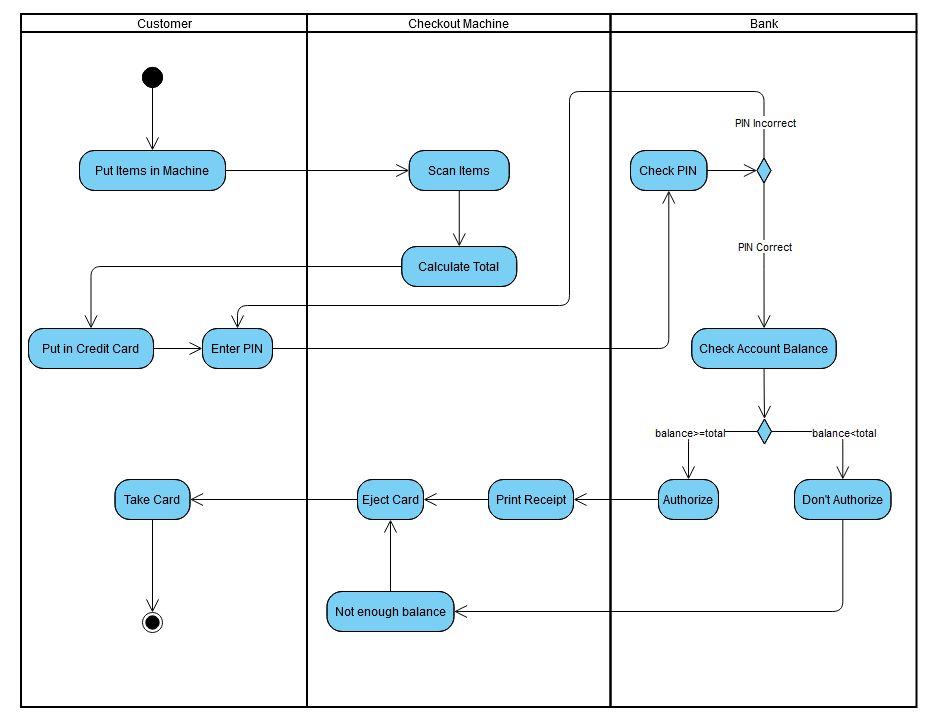 Customer
Checkout Machine
Bank
PIN Incorrect
Put Items in Machine
Scan Items
Check PIN
PIN Correct
Calculate Total
Put in Credit Card
Enter PIN
Check Account Balance
balance>=total
balance<total
Take Card
Eject Card
Print Receipt
Authorize
Don't Authorize
Not enough balance